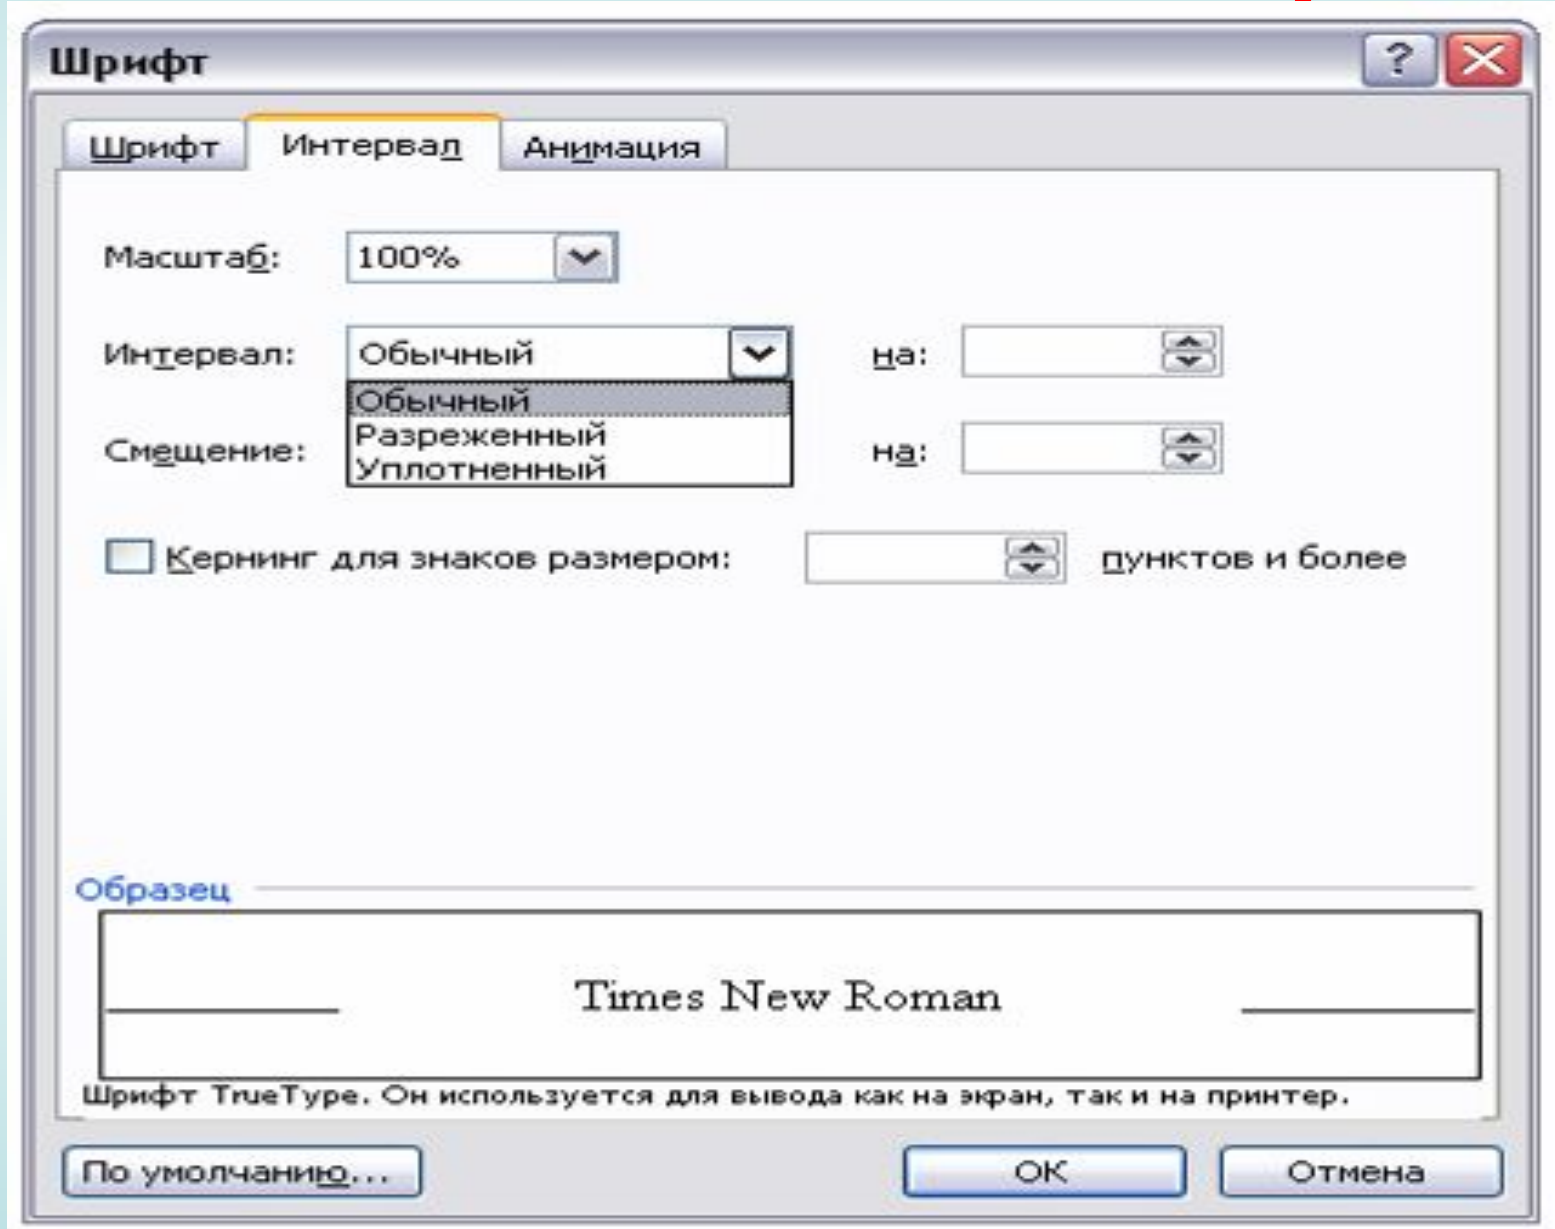 Шрифт
Шрифт Интервал Анимация
Масштаб: 100%
Интервал: Обычный на:
Обычный
Разреженный
Смещение: на:
Уплотненный
Кернинг для знаков размером: пунктов и более
Образец
Times New Roman
Шрифт TrueType. Он используется для вывода как на экран, так и на принтер.
По умолчанию... ОК Отмена